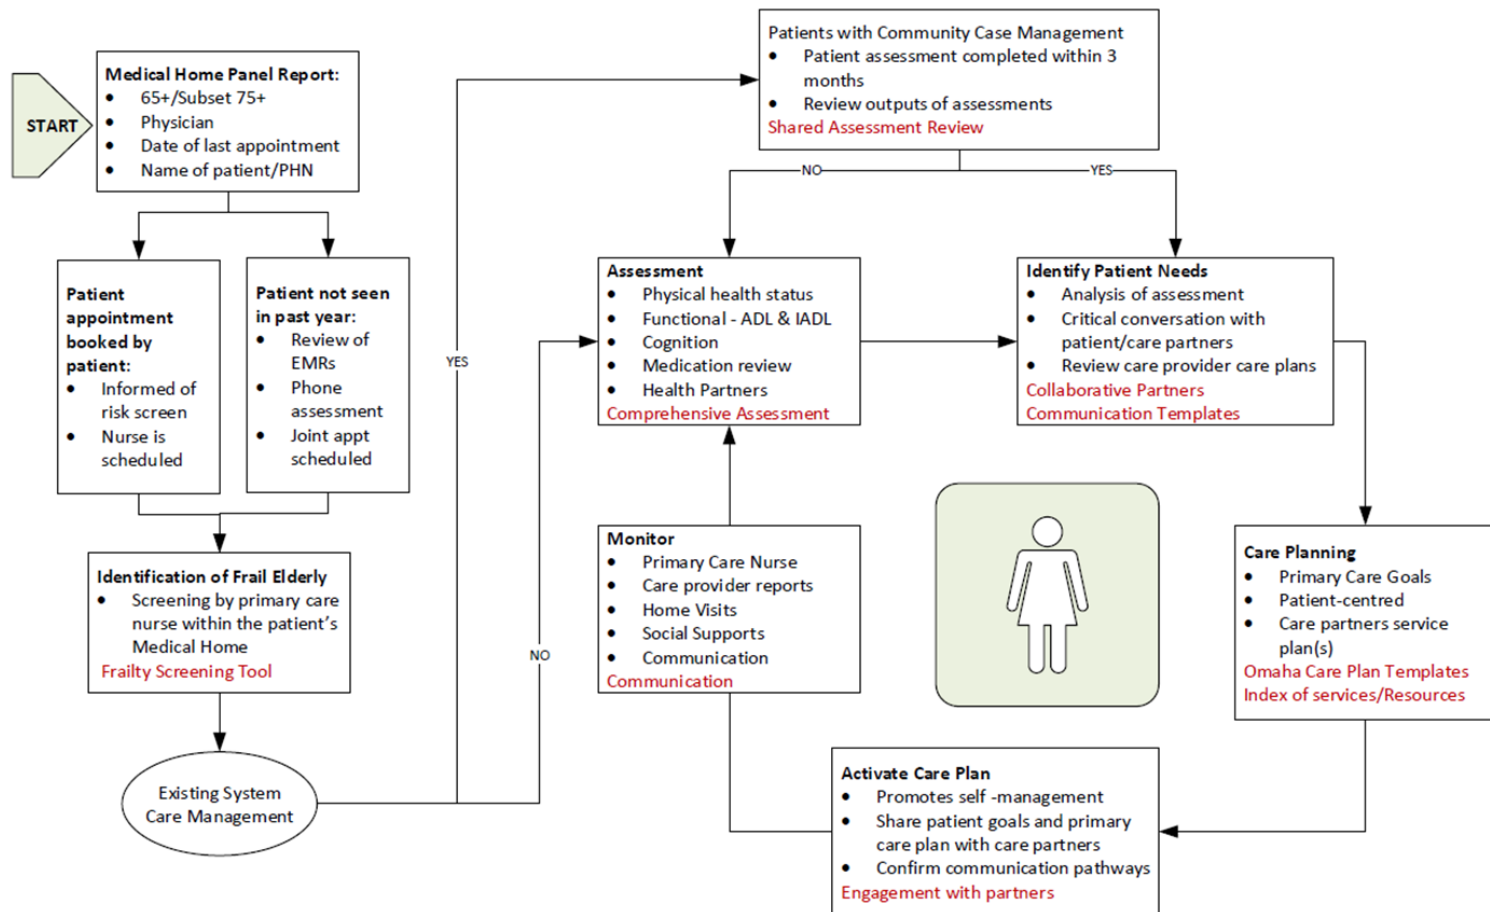 START
Medical Home Panel Report:
• 65+/Subset 75+
• Physician
• Date of last appointment
• Name of patient/PHN
Patient
appointment
booked by
patient:
• Informed of
risk screen
• Nurse is
scheduled
Patient not seen
in past year:
• Review of
EMRs
• Phone
assessment
• Joint appt
scheduled
Identification of Frail Elderly
• Screening by primary care
nurse within the patient's
Medical Home
Frailty Screening Tool
Existing System
Care Management
YES
NO
Patients with Community Case Management
• Patient assessment completed within 3
months
• Review outputs of assessments
Shared Assessment Review
NO
YES
Assessment
• Physical health status
• Functional - ADL & IADL
• Cognition
• Medication review
• Health Partners
Comprehensive Assessment
Identify Patient Needs
• Analysis of assessment
• Critical conversation with
patient/care partners
• Review care provider care plans
Collaborative Partners
Communication Templates
Care Planning
• Primary Care Goals
• Patient-centred
• Care partners service
plan(s)
Omaha Care Plan Templates
Index of services/Resources
Activate Care Plan
• Promotes self -management
• Share patient goals and primary
care plan with care partners
• Confirm communication pathways
Engagement with partners
Monitor
• Primary Care Nurse
• Care provider reports
• Home Visits
• Social Supports
• Communication
Communication